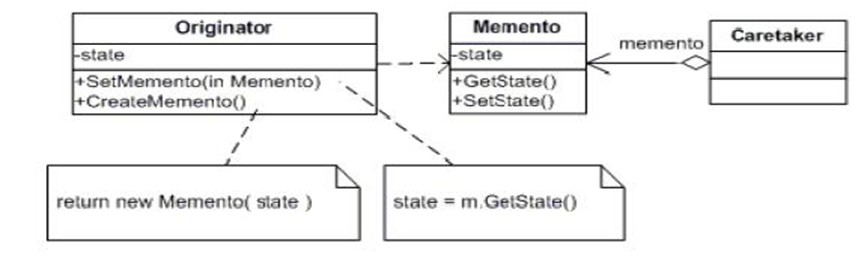 Originator
-state
+SetMemento(in Memento)
+CreateMemento()
Memento
-state
+GetState()
+SetState()
memento
Caretaker
return new Memento( state )
state = m.GetState()